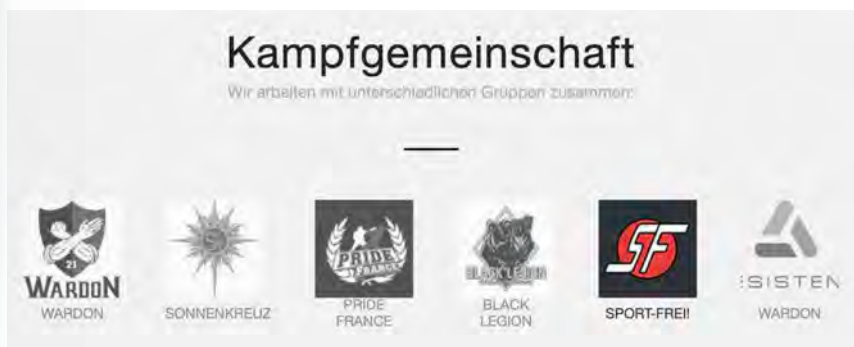 Kampfgemeinschaft
Wir arbeiten mit unterschiedlichen Gruppen zusammen:
21
WARDON
PRIDE
FRANCE
BLACK LEGION
SF
:SISTEN
WARDON
SONNENKREUZ
PRIDE
FRANCE
BLACK
LEGION
SPORT-FREI!
WARDON